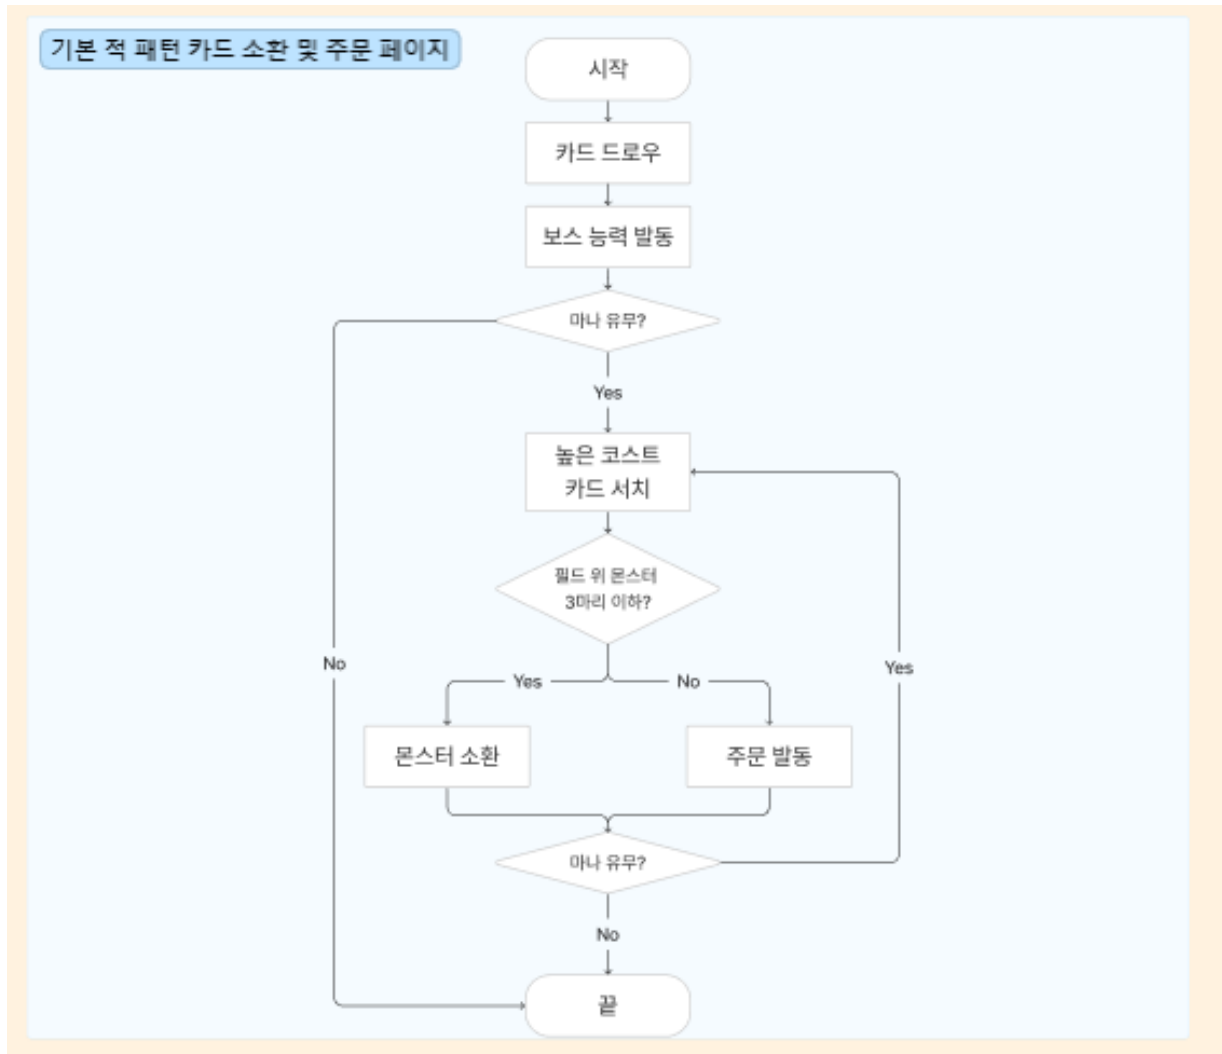 기본 적 패턴 카드 소환 및 주문 페이지
시작
카드 드로우
보스 능력 발동
마나 유무?
Yes
높은 코스트
카드 서치
필드 위 몬스터
3마리 이하?
No
Yes
Yes
No
몬스터 소환
주문 발동
마나 유무?
No
끝